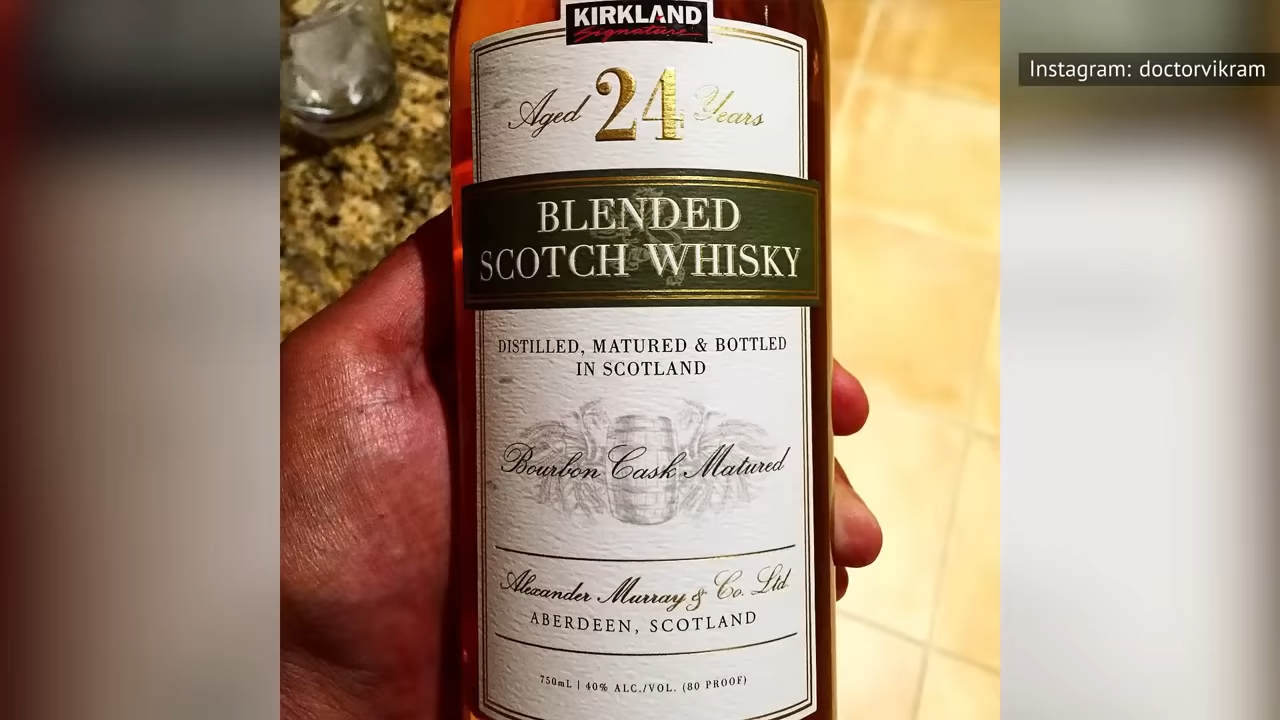 KIRKLAND
Signature
Instagram: doctorvikram
Aged 24 Years
BLENDED
SCOTCH WHISKY
DISTILLED, MATURED & BOTTLED
IN SCOTLAND
Bourbon Cask Matured
Alexander Murray & Co. Ltd.
ABERDEEN, SCOTLAND
750mL | 40% ALC./VOL. (80 PROOF)